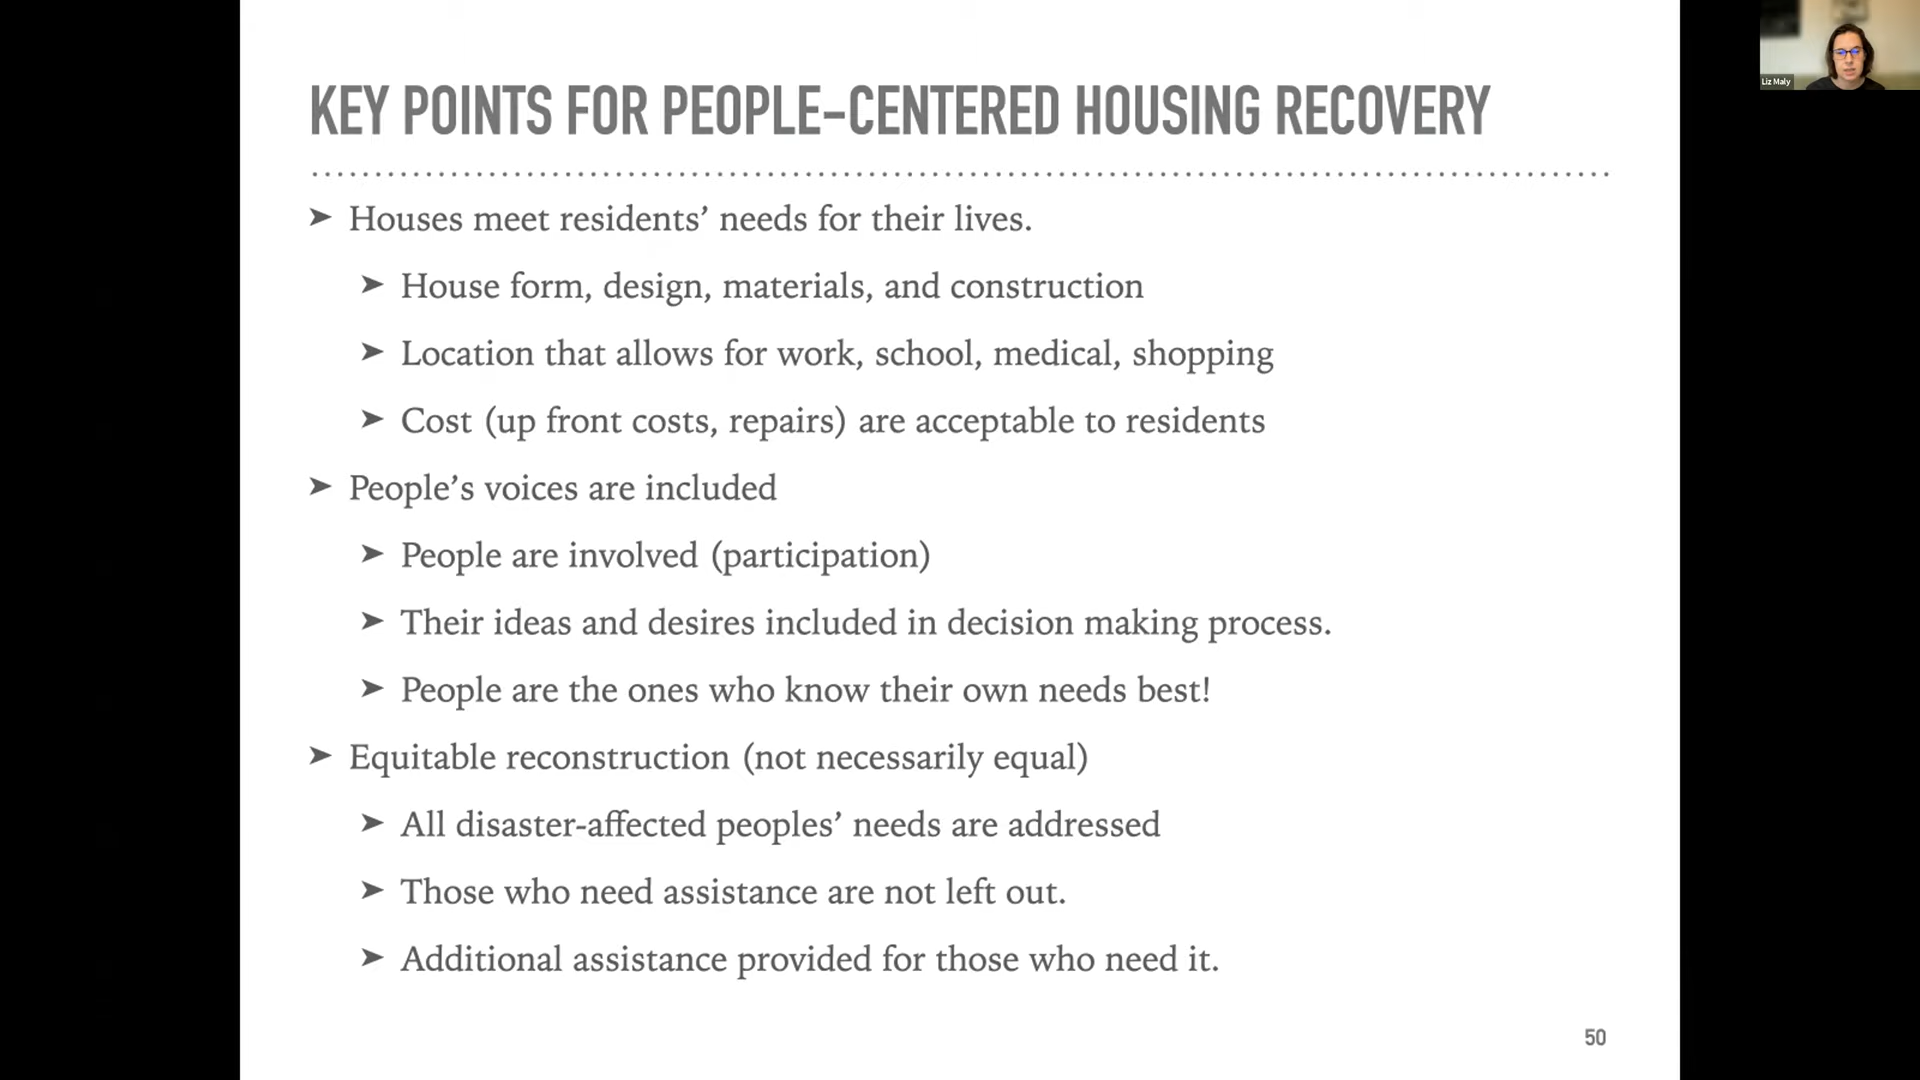 KEY POINTS FOR PEOPLE-CENTERED HOUSING RECOVERY
Liz Maly
➤ Houses meet residents’ needs for their lives.
➤ House form, design, materials, and construction
➤ Location that allows for work, school, medical, shopping
➤ Cost (up front costs, repairs) are acceptable to residents
➤ People’s voices are included
➤ People are involved (participation)
➤ Their ideas and desires included in decision making process.
➤ People are the ones who know their own needs best!
➤ Equitable reconstruction (not necessarily equal)
➤ All disaster-affected peoples’ needs are addressed
➤ Those who need assistance are not left out.
➤ Additional assistance provided for those who need it.
50